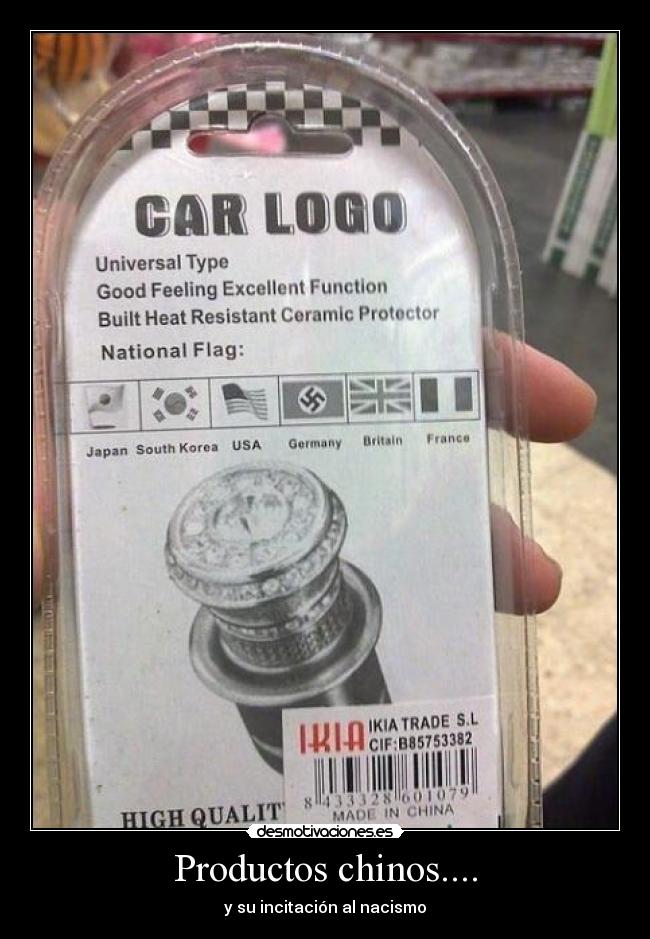 CAR LOGO
Universal Type
Good Feeling Excellent Function
Built Heat Resistant Ceramic Protector
National Flag:
Japan South Korea USA Germany Britain France
IKIA IKIA TRADE S.L
CIF:B85753382
8 433328 601079
MADE IN CHINA
HIGH QUALIT
desmotivaciones.es
Productos chinos....
y su incitación al nacismo